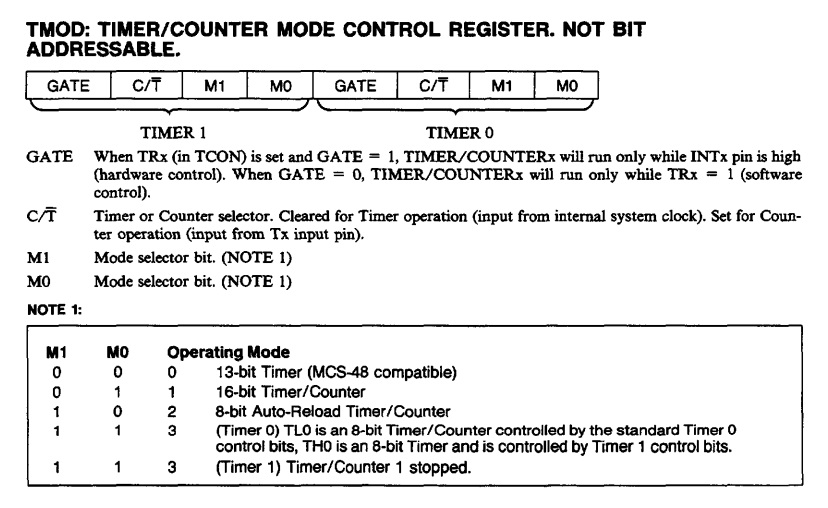 TMOD: TIMER/COUNTER MODE CONTROL REGISTER. NOT BIT
ADDRESSABLE.
GATE C/T̅ M1 M0 GATE C/T̅ M1 M0
TIMER 1 TIMER 0
GATE When TRx (in TCON) is set and GATE = 1, TIMER/COUNTERx will run only while INTx pin is high
(hardware control). When GATE = 0, TIMER/COUNTERx will run only while TRx = 1 (software
control).
C/T̅ Timer or Counter selector. Cleared for Timer operation (input from internal system clock). Set for Coun-
ter operation (input from Tx input pin).
M1 Mode selector bit. (NOTE 1)
M0 Mode selector bit. (NOTE 1)
NOTE 1:
M1 M0 Operating Mode
0 0 0 13-bit Timer (MCS-48 compatible)
0 1 1 16-bit Timer/Counter
1 0 2 8-bit Auto-Reload Timer/Counter
1 1 3 (Timer 0) TL0 is an 8-bit Timer/Counter controlled by the standard Timer 0
control bits, TH0 is an 8-bit Timer and is controlled by Timer 1 control bits.
1 1 3 (Timer 1) Timer/Counter 1 stopped.